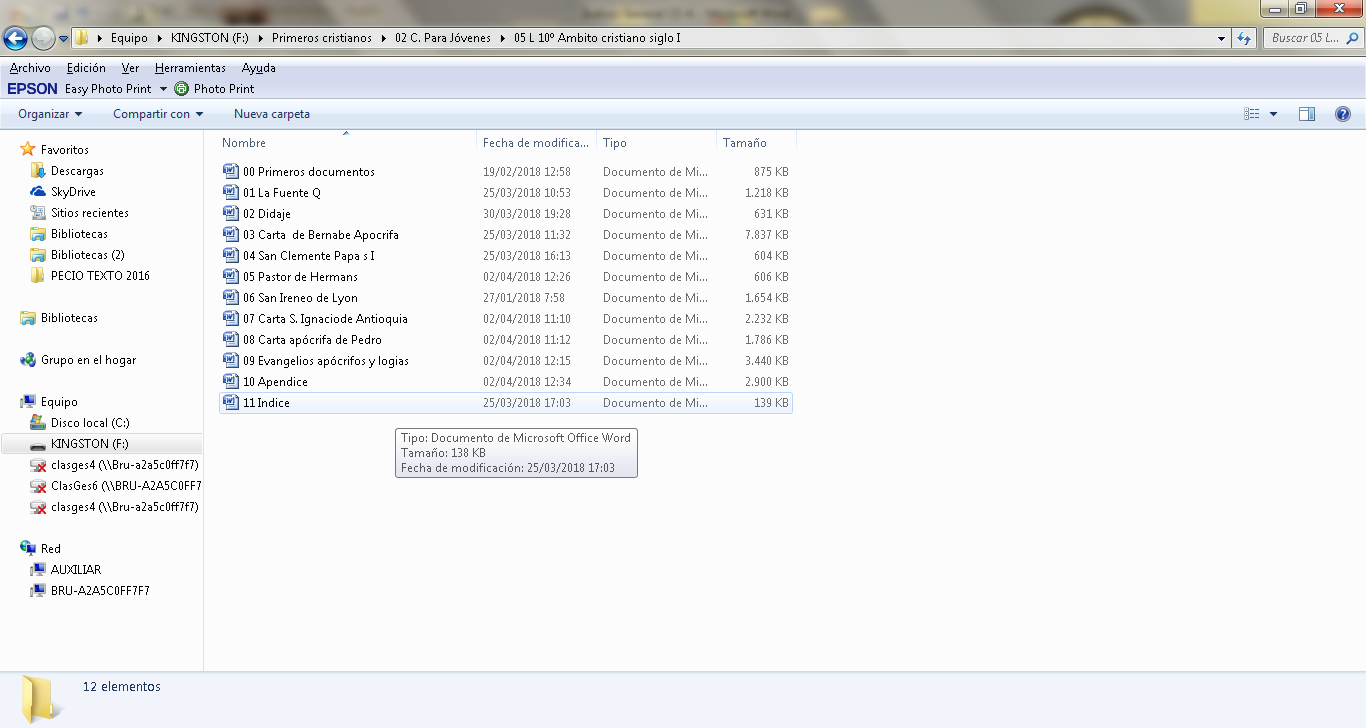 Equipo KINGSTON (F:) Primeros cristianos 02 C. Para Jóvenes 05 L 10º Ambito cristiano siglo I Buscar 05 L...
Archivo Edición Ver Herramientas Ayuda
EPSON Easy Photo Print Photo Print
Organizar Compartir con Nueva carpeta
Favoritos
Descargas
SkyDrive
Sitios recientes
Bibliotecas
Bibliotecas (2)
PECIO TEXTO 2016
Bibliotecas
Grupo en el hogar
Equipo
Disco local (C:)
KINGSTON (F:)
clasges4 (\\Bru-a2a5c0ff7f7)
ClasGes6 (\\BRU-A2A5C0FF7
clasges4 (\\Bru-a2a5c0ff7f7)
Red
AUXILIAR
BRU-A2A5C0FF7F7
Nombre Fecha de modifica... Tipo Tamaño
00 Primeros documentos 19/02/2018 12:58 Documento de Mi... 875 KB
01 La Fuente Q 25/03/2018 10:53 Documento de Mi... 1.218 KB
02 Didaje 30/03/2018 19:28 Documento de Mi... 631 KB
03 Carta de Bernabe Apocrifa 25/03/2018 11:32 Documento de Mi... 7.837 KB
04 San Clemente Papa s I 25/03/2018 16:13 Documento de Mi... 604 KB
05 Pastor de Hermans 02/04/2018 12:26 Documento de Mi... 606 KB
06 San Ireneo de Lyon 27/01/2018 7:58 Documento de Mi... 1.654 KB
07 Carta S. Ignaciode Antioquia 02/04/2018 11:10 Documento de Mi... 2.232 KB
08 Carta apócrifa de Pedro 02/04/2018 11:12 Documento de Mi... 1.786 KB
09 Evangelios apócrifos y logias 02/04/2018 12:15 Documento de Mi... 3.440 KB
10 Apendice 02/04/2018 12:34 Documento de Mi... 2.900 KB
11 Indice 25/03/2018 17:03 Documento de Mi... 139 KB
Tipo: Documento de Microsoft Office Word
Tamaño: 138 KB
Fecha de modificación: 25/03/2018 17:03
12 elementos